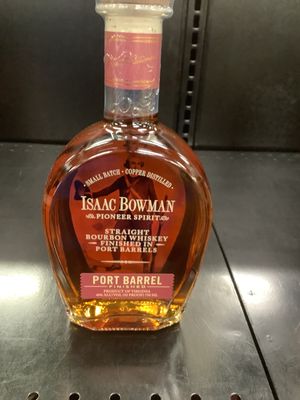 SMALL BATCH · COPPER DISTILLED
ISAAC BOWMAN
PIONEER SPIRIT
STRAIGHT
BOURBON WHISKEY
FINISHED IN
PORT BARRELS
PORT BARREL
FINISHED
PRODUCT OF VIRGINIA